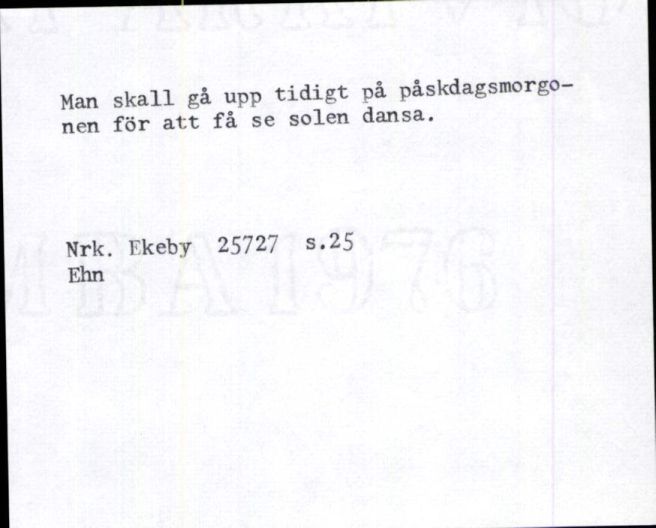 Man skall gå upp tidigt på påskdagsmorgo-
nen för att få se solen dansa.
Nrk. Ekeby 25727 s.25
Ehn